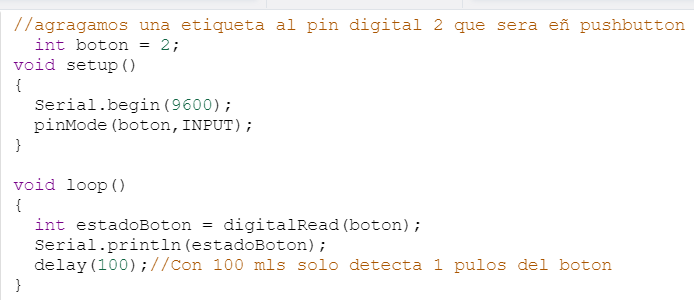 //agragamos una etiqueta al pin digital 2 que sera eñ pushbutton
  int boton = 2;
void setup()
{
  Serial.begin(9600);
  pinMode(boton,INPUT);
}

void loop()
{
  int estadoBoton = digitalRead(boton);
  Serial.println(estadoBoton);
  delay(100);//Con 100 mls solo detecta 1 pulos del boton
}